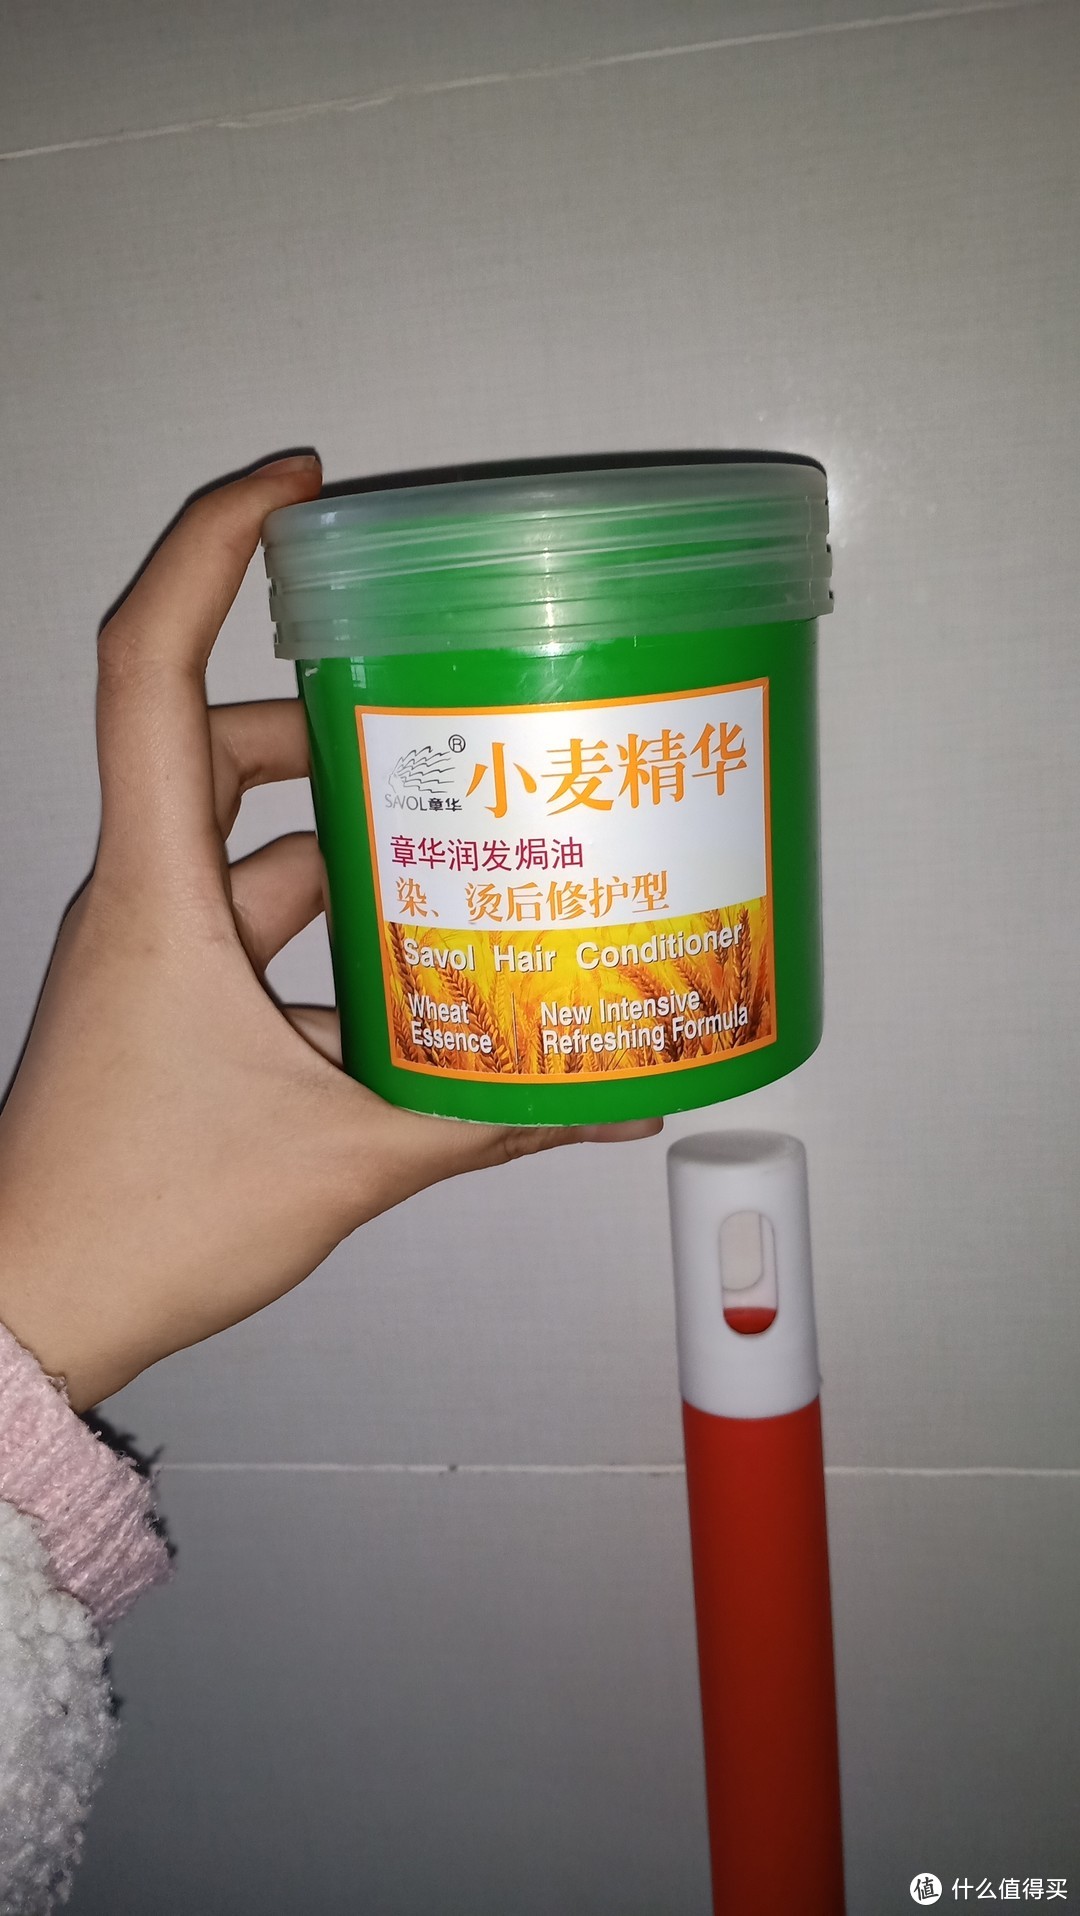 ®
SAVOL章华
小麦精华
章华润发焗油
染、烫后修护型
Savol Hair Conditioner
Wheat Essence
New Intensive Refreshing Formula
值 什么值得买